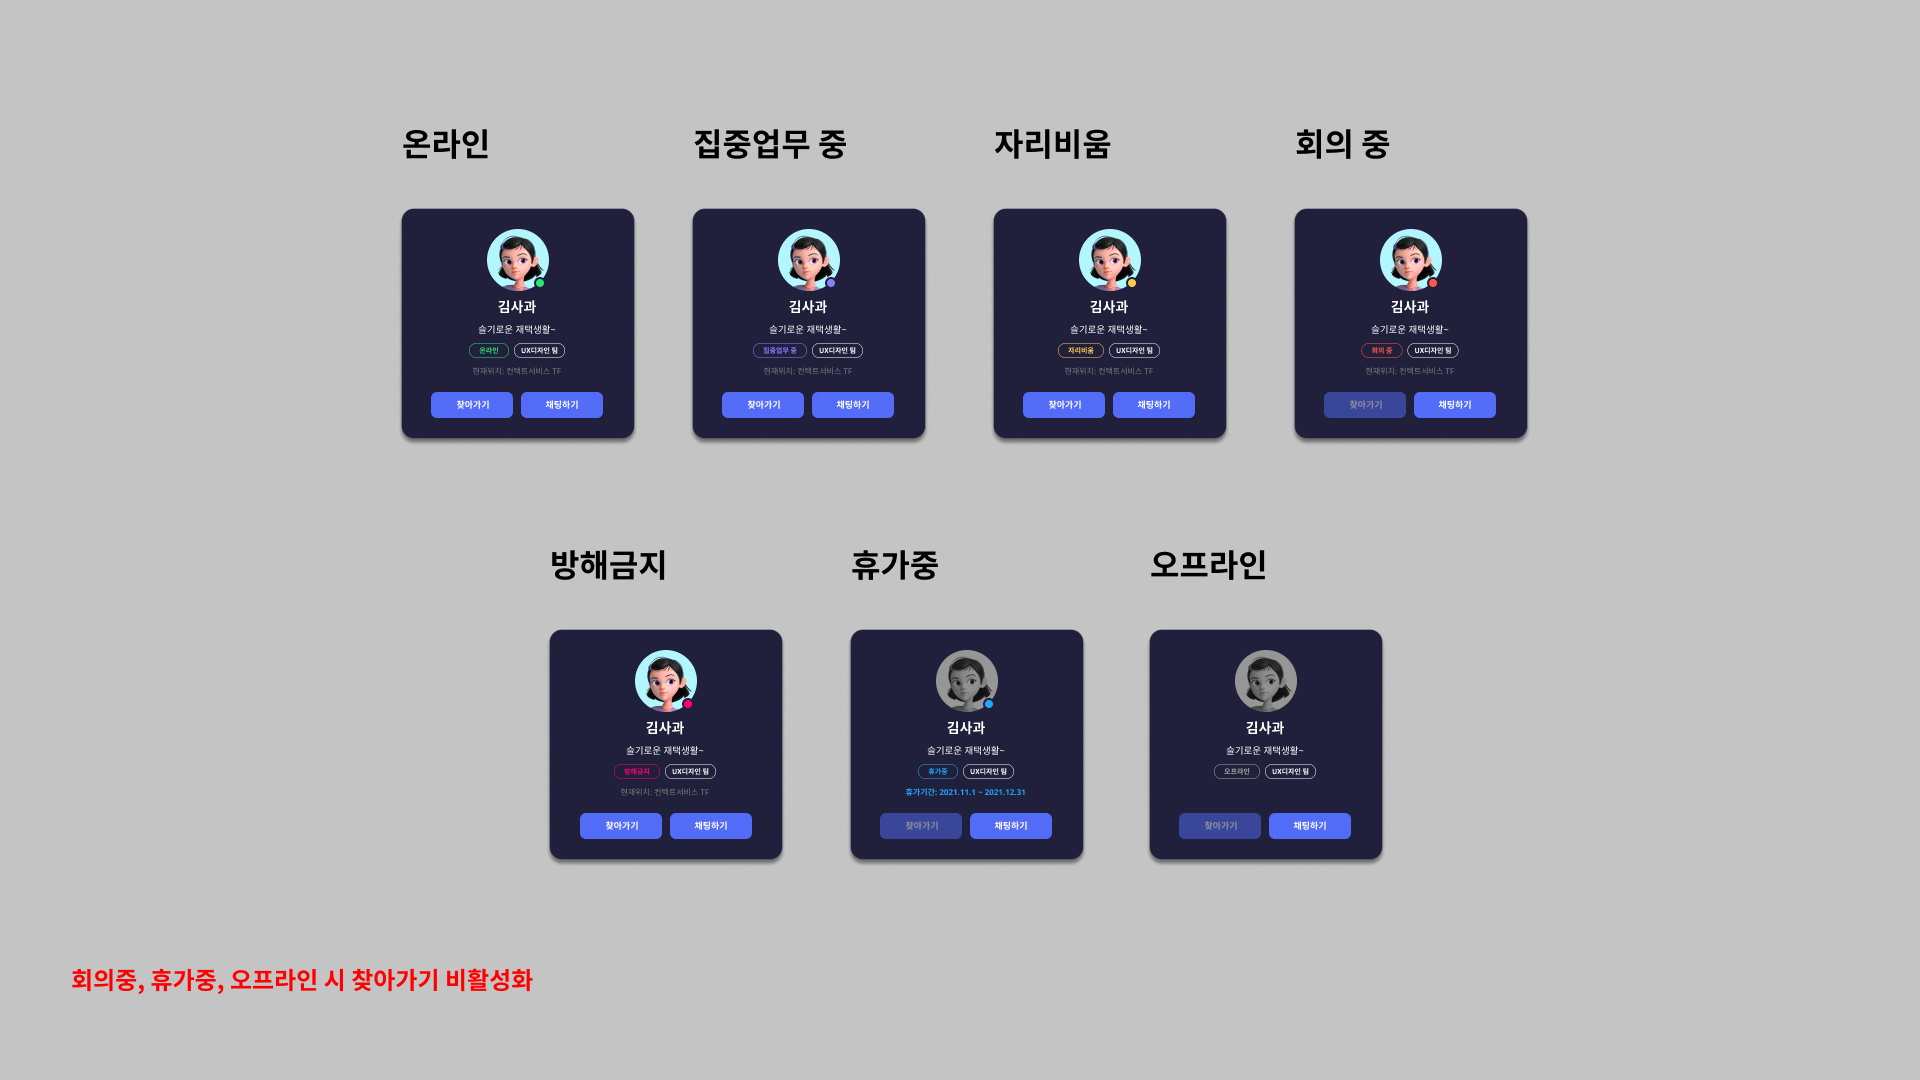 온라인
집중업무 중
자리비움
회의 중
김사과
슬기로운 재택생활~
온라인
UX디자인 팀
현재위치: 컨택트서비스 TF
찾아가기
채팅하기
김사과
슬기로운 재택생활~
집중업무 중
UX디자인 팀
현재위치: 컨택트서비스 TF
찾아가기
채팅하기
김사과
슬기로운 재택생활~
자리비움
UX디자인 팀
현재위치: 컨택트서비스 TF
찾아가기
채팅하기
김사과
슬기로운 재택생활~
회의 중
UX디자인 팀
현재위치: 컨택트서비스 TF
찾아가기
채팅하기
방해금지
휴가중
오프라인
김사과
슬기로운 재택생활~
방해금지
UX디자인 팀
현재위치: 컨택트서비스 TF
찾아가기
채팅하기
김사과
슬기로운 재택생활~
휴가중
UX디자인 팀
휴가기간: 2021.11.1 ~ 2021.12.31
찾아가기
채팅하기
김사과
슬기로운 재택생활~
오프라인
UX디자인 팀
찾아가기
채팅하기
회의중, 휴가중, 오프라인 시 찾아가기 비활성화